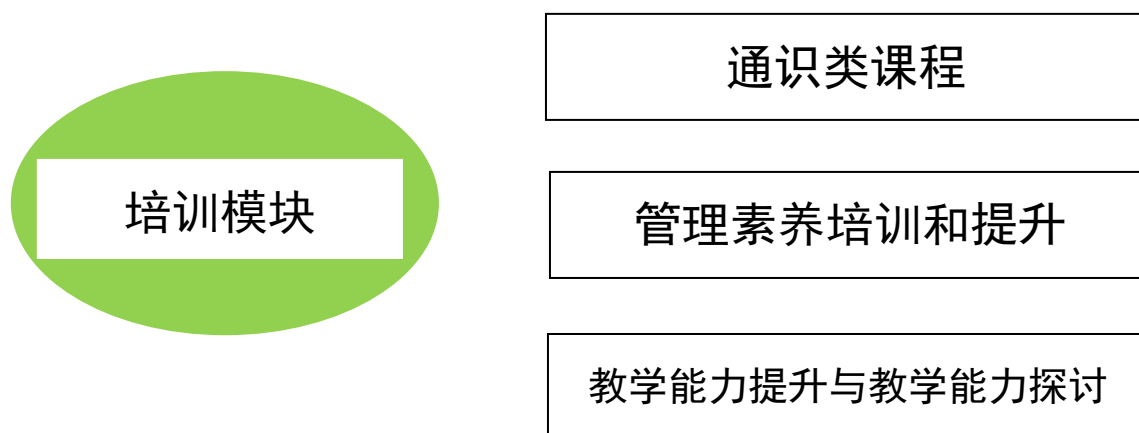 通识类课程
培训模块
管理素养培训和提升
教学能力提升与教学能力探讨